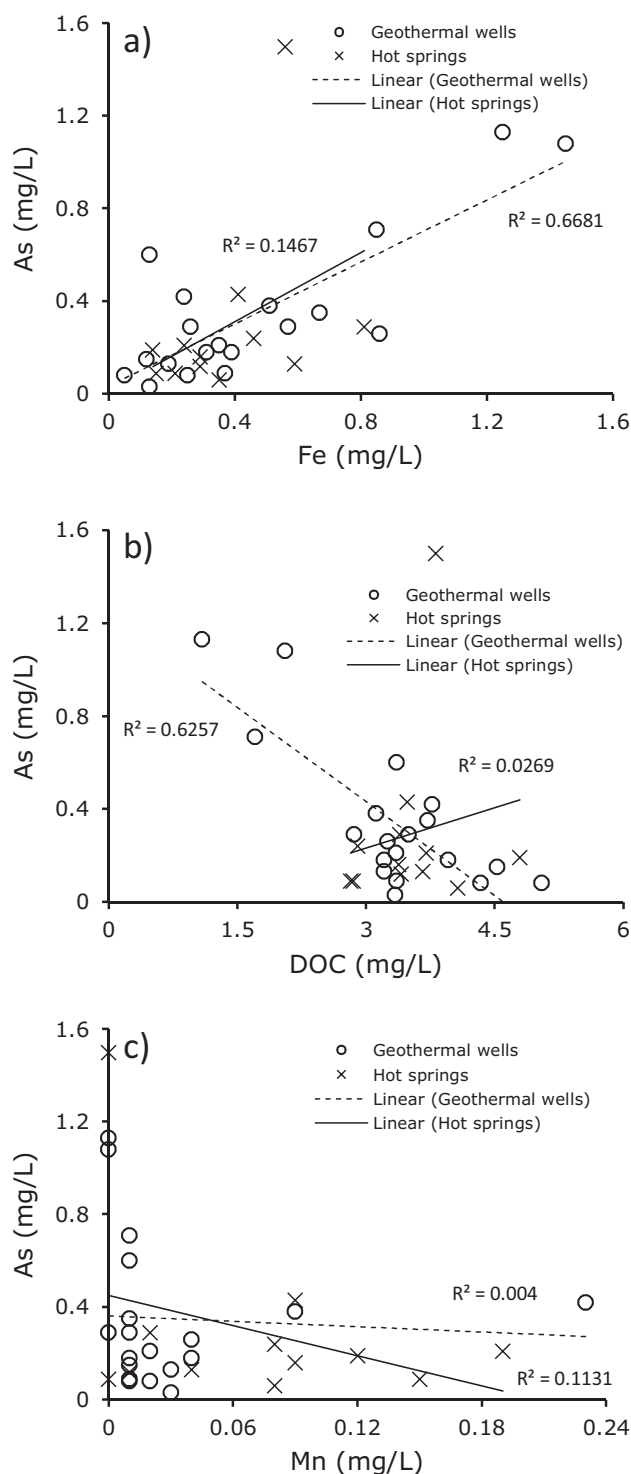 a)
1.6
1.2
0.8
0.4
0
As (mg/L)
Geothermal wells
Hot springs
Linear (Geothermal wells)
Linear (Hot springs)
R² = 0.1467
R² = 0.6681
0 0.4 0.8 1.2 1.6
Fe (mg/L)
b)
1.6
1.2
0.8
0.4
0
As (mg/L)
Geothermal wells
Hot springs
Linear (Geothermal wells)
Linear (Hot springs)
R² = 0.6257
R² = 0.0269
0 1.5 3 4.5 6
DOC (mg/L)
c)
1.6
1.2
0.8
0.4
0
As (mg/L)
Geothermal wells
Hot springs
Linear (Geothermal wells)
Linear (Hot springs)
R² = 0.004
R² = 0.1131
0 0.06 0.12 0.18 0.24
Mn (mg/L)